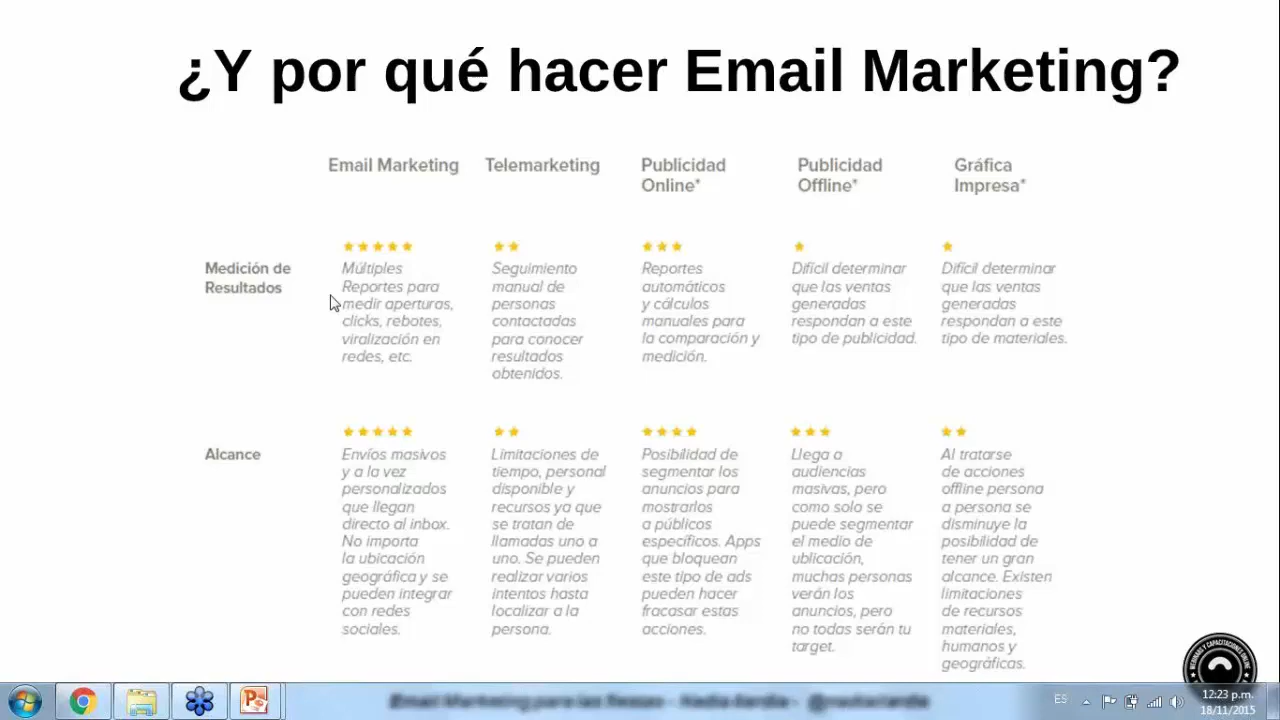 ¿Y por qué hacer Email Marketing?
Email Marketing
Telemarketing
Publicidad
Online*
Publicidad
Offline*
Gráfica
Impresa*
Medición de
Resultados
Múltiples
Reportes para
medir aperturas,
clicks, rebotes,
viralización en
redes, etc.
Seguimiento
manual de
personas
contactadas
para conocer
resultados
obtenidos.
Reportes
automáticos
y cálculos
manuales para
la comparación y
medición.
Difícil determinar
que las ventas
generadas
respondan a este
tipo de publicidad.
Difícil determinar
que las ventas
generadas
respondan a este
tipo de materiales.
Alcance
Envíos masivos
y a la vez
personalizados
que llegan
directo al inbox.
No importa
la ubicación
geográfica y se
pueden integrar
con redes
sociales.
Limitaciones de
tiempo, personal
disponible y
recursos ya que
se tratan de
llamadas uno a
uno. Se pueden
realizar varios
intentos hasta
localizar a la
persona.
Posibilidad de
segmentar los
anuncios para
mostrarlos
a públicos
específicos. Apps
que bloquean
este tipo de ads
pueden hacer
fracasar estas
acciones.
Llega a
audiencias
masivas, pero
como solo se
puede segmentar
el medio de
ublicación,
muchas personas
verán los
anuncios, pero
no todas serán tu
target.
Al tratarse
de acciones
offline persona
a persona se
disminuye la
posibilidad de
tener un gran
alcance. Existen
limitaciones
de recursos
materiales,
humanos y
geográficas.
WEBINARS Y CAPACITACIONES ONLINE
ES
12:23 p.m.
18/11/2015